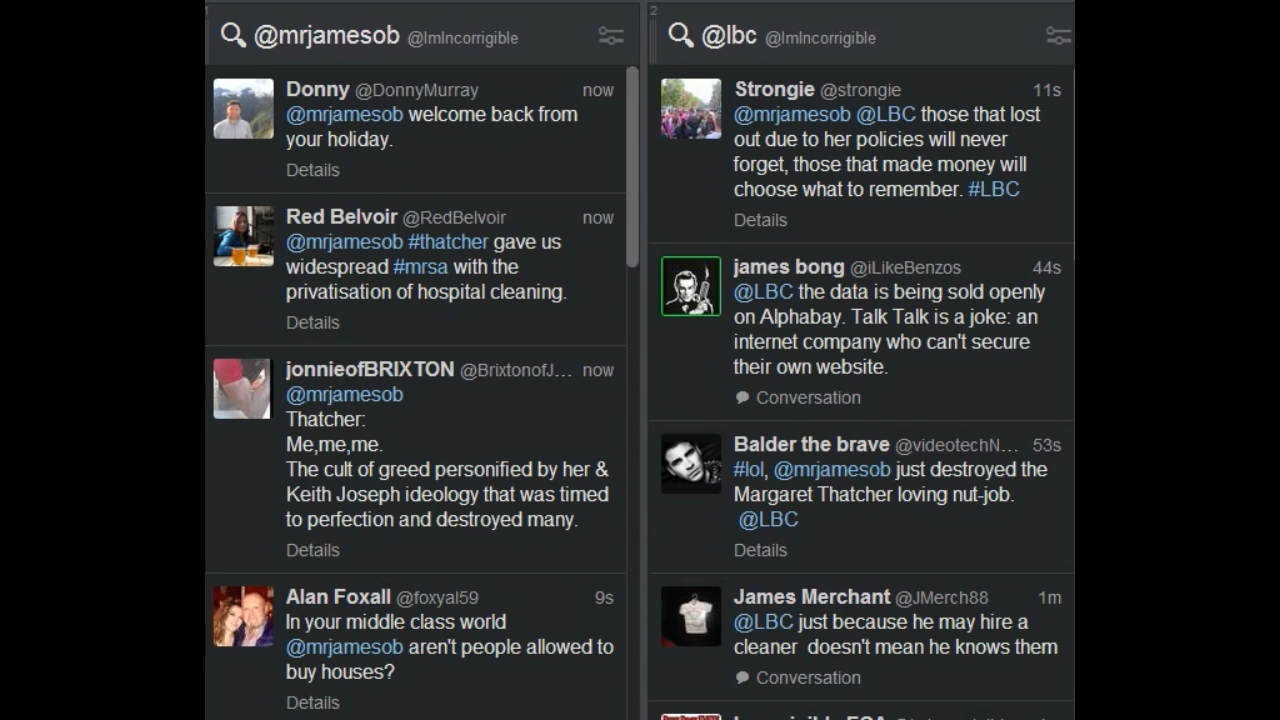 1
@mrjamesob @ImIncorrigible
Donny @DonnyMurray now
@mrjamesob welcome back from
your holiday.
Details
Red Belvoir @RedBelvoir now
@mrjamesob #thatcher gave us
widespread #mrsa with the
privatisation of hospital cleaning.
Details
jonnieofBRIXTON @BrixtonofJ... now
@mrjamesob
Thatcher:
Me,me,me.
The cult of greed personified by her &
Keith Joseph ideology that was timed
to perfection and destroyed many.
Details
Alan Foxall @foxyal59 9s
In your middle class world
@mrjamesob aren't people allowed to
buy houses?
Details
2
@lbc @ImIncorrigible
Strongie @strongie 11s
@mrjamesob @LBC those that lost
out due to her policies will never
forget, those that made money will
choose what to remember. #LBC
Details
james bong @iLikeBenzos 44s
@LBC the data is being sold openly
on Alphabay. Talk Talk is a joke: an
internet company who can't secure
their own website.
Conversation
Balder the brave @videotechN... 53s
#lol, @mrjamesob just destroyed the
Margaret Thatcher loving nut-job.
@LBC
Details
James Merchant @JMerch88 1m
@LBC just because he may hire a
cleaner doesn't mean he knows them
Conversation